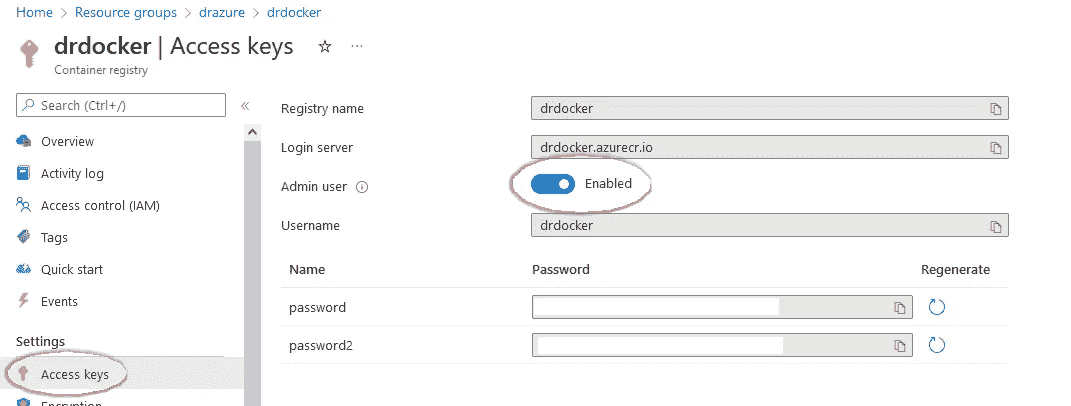 Home > Resource groups > drazure > drdocker
drdocker | Access keys
Container registry
Search (Ctrl+/)
Overview
Activity log
Access control (IAM)
Tags
Quick start
Events
Settings
Access keys
Encryption
Registry name drdocker
Login server drdocker.azurecr.io
Admin user Enabled
Username drdocker
Name Password Regenerate
password
password2